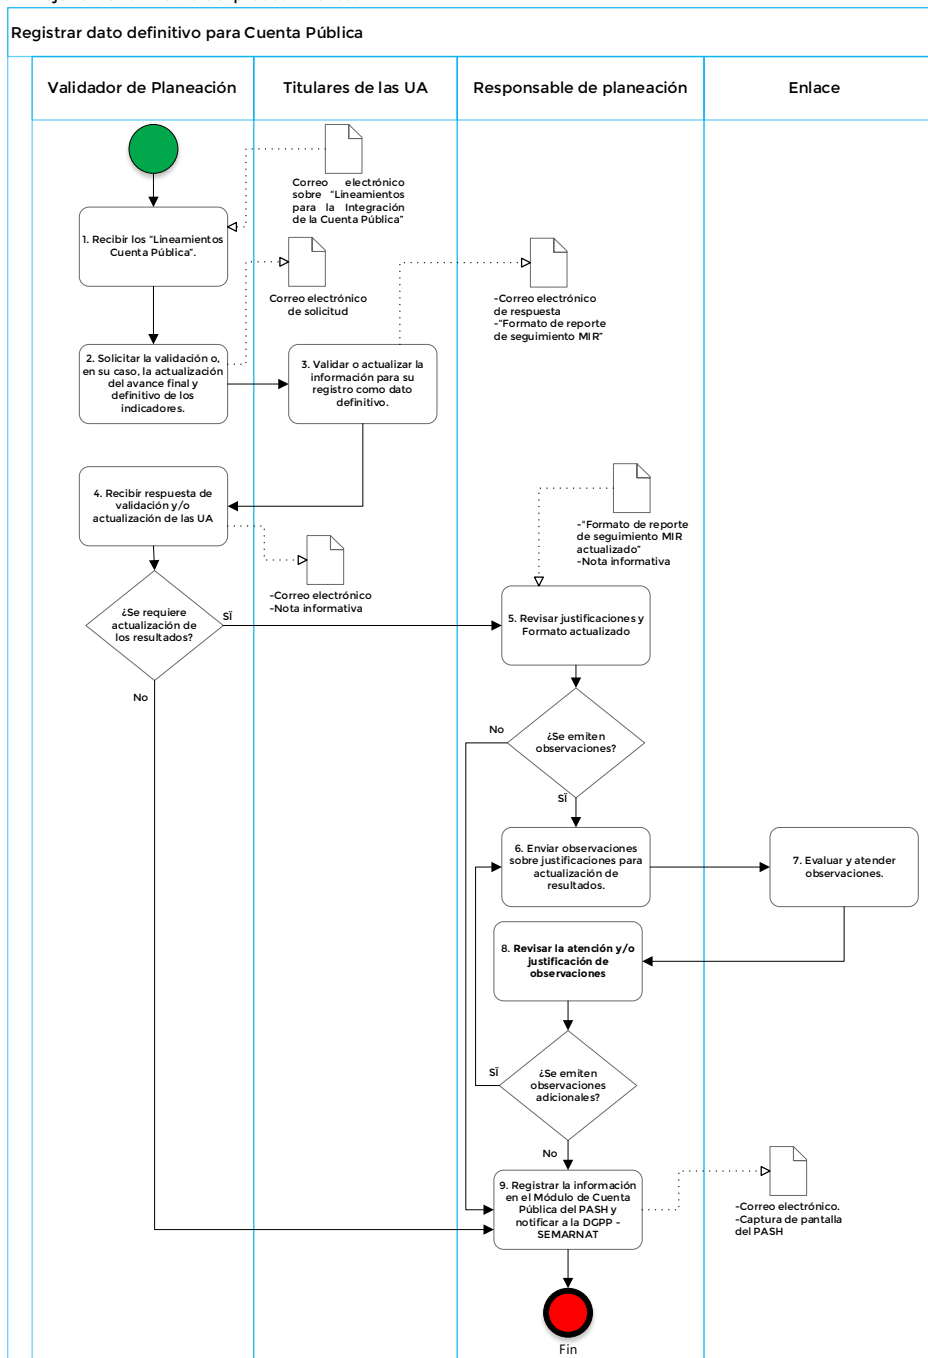 Registrar dato definitivo para Cuenta Pública
Validador de Planeación
Titulares de las UA
Responsable de planeación
Enlace
Correo electrónico
sobre “Lineamientos
para la Integración
de la Cuenta Pública”
1. Recibir los “Lineamientos
Cuenta Pública”.
Correo electrónico
de solicitud
-Correo electrónico
de respuesta
-“Formato de reporte
de seguimiento MIR”
2. Solicitar la validación o,
en su caso, la actualización
del avance final y
definitivo de los
indicadores.
3. Validar o actualizar la
información para su
registro como dato
definitivo.
4. Recibir respuesta de
validación y/o
actualización de las UA
-“Formato de reporte
de seguimiento MIR
actualizado”
-Nota informativa
-Correo electrónico
-Nota informativa
¿Se requiere
actualización de
los resultados?
SÏ
No
5. Revisar justificaciones y
Formato actualizado
¿Se emiten
observaciones?
No
SÏ
6. Enviar observaciones
sobre justificaciones para
actualización de
resultados.
7. Evaluar y atender
observaciones.
8. Revisar la atención y/o
justificación de
observaciones
¿Se emiten
observaciones
adicionales?
SÏ
No
9. Registrar la información
en el Módulo de Cuenta
Pública del PASH y
notificar a la DGPP -
SEMARNAT
-Correo electrónico.
-Captura de pantalla
del PASH
Fin